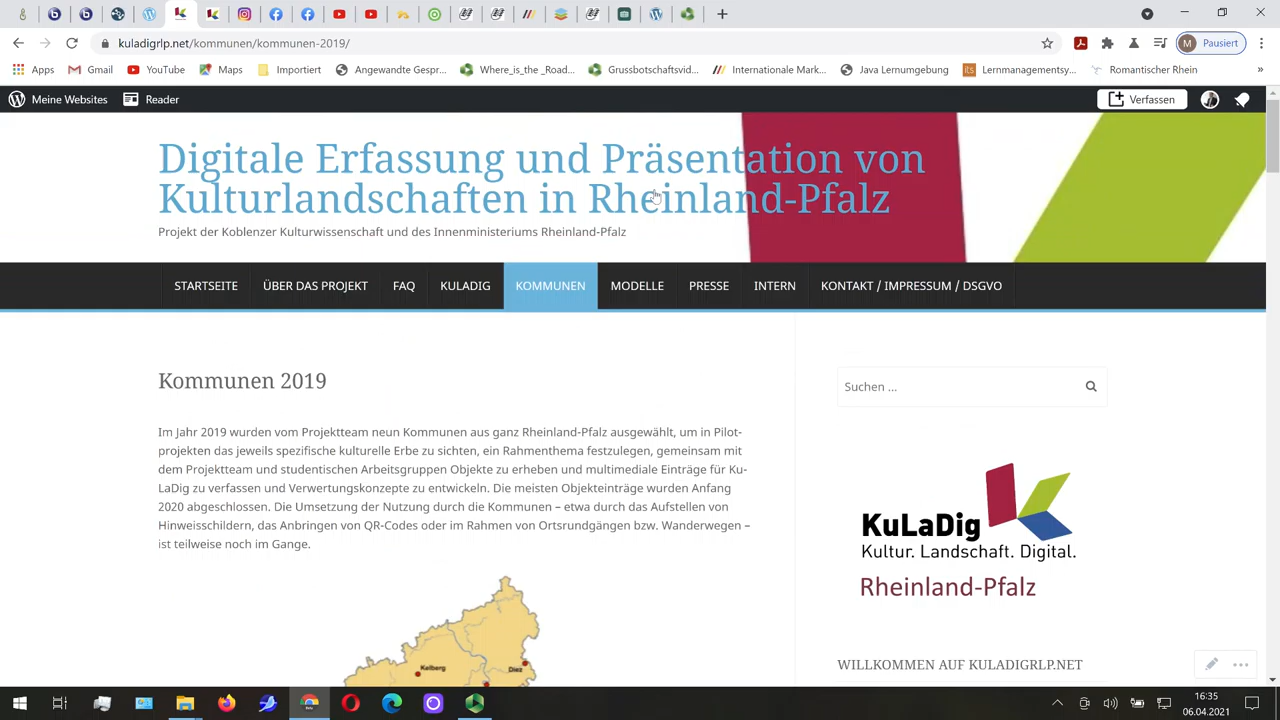 kuladigrlp.net/kommunen/kommunen-2019/
M Pausiert
Apps Gmail YouTube Maps Importiert Angewandte Gespr... Where_is_the _Road... Grussbotschaftsvid... Internationale Mark... Java Lernumgebung its Lernmanagementsy... Romantischer Rhein »
Meine Websites Reader Verfassen
Digitale Erfassung und Präsentation von
Kulturlandschaften in Rheinland-Pfalz
Projekt der Koblenzer Kulturwissenschaft und des Innenministeriums Rheinland-Pfalz
STARTSEITE ÜBER DAS PROJEKT FAQ KULADIG KOMMUNEN MODELLE PRESSE INTERN KONTAKT / IMPRESSUM / DSGVO
Kommunen 2019
Im Jahr 2019 wurden vom Projektteam neun Kommunen aus ganz Rheinland-Pfalz ausgewählt, um in Pilot-
projekten das jeweils spezifische kulturelle Erbe zu sichten, ein Rahmenthema festzulegen, gemeinsam mit
dem Projektteam und studentischen Arbeitsgruppen Objekte zu erheben und multimediale Einträge für Ku-
LaDig zu verfassen und Verwertungskonzepte zu entwickeln. Die meisten Objekteinträge wurden Anfang
2020 abgeschlossen. Die Umsetzung der Nutzung durch die Kommunen – etwa durch das Aufstellen von
Hinweisschildern, das Anbringen von QR-Codes oder im Rahmen von Ortsrundgängen bzw. Wanderwegen –
ist teilweise noch im Gange.
Kelberg
Diez
Suchen ...
KuLaDig
Kultur. Landschaft. Digital.
Rheinland-Pfalz
WILLKOMMEN AUF KULADIGRLP.NET
16:35
06.04.2021